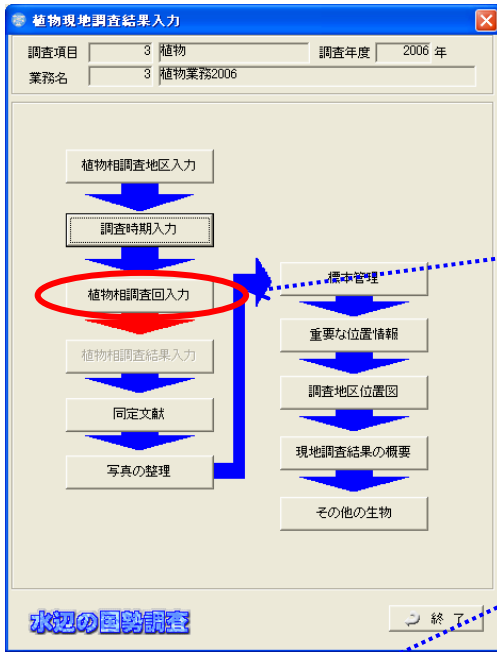 植物現地調査結果入力
調査項目 3 植物 調査年度 2006 年
業務名 3 植物業務2006
植物相調査地区入力
調査時期入力
植物相調査回入力
植物相調査結果入力
同定文献
写真の整理
標本管理
重要な位置情報
調査地区位置図
現地調査結果の概要
その他の生物
水辺の国勢調査
終 了